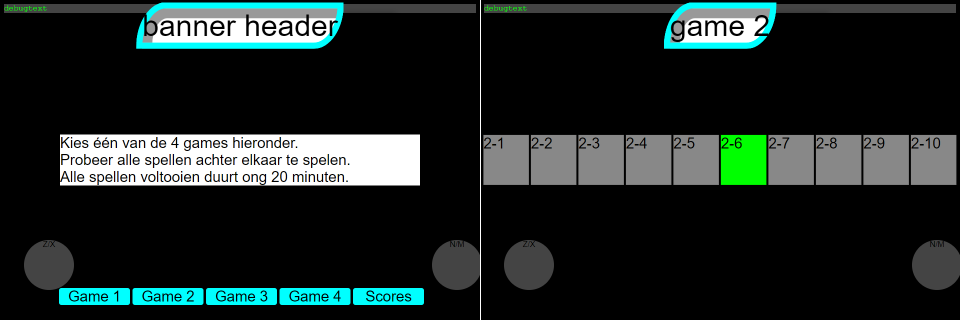 debugtext
banner header
Kies één van de 4 games hieronder.
Probeer alle spellen achter elkaar te spelen.
Alle spellen voltooien duurt ong 20 minuten.
Z/X
N/M
Game 1 Game 2 Game 3 Game 4 Scores
debugtext
game 2
2-1 2-2 2-3 2-4 2-5 2-6 2-7 2-8 2-9 2-10
Z/X
N/M